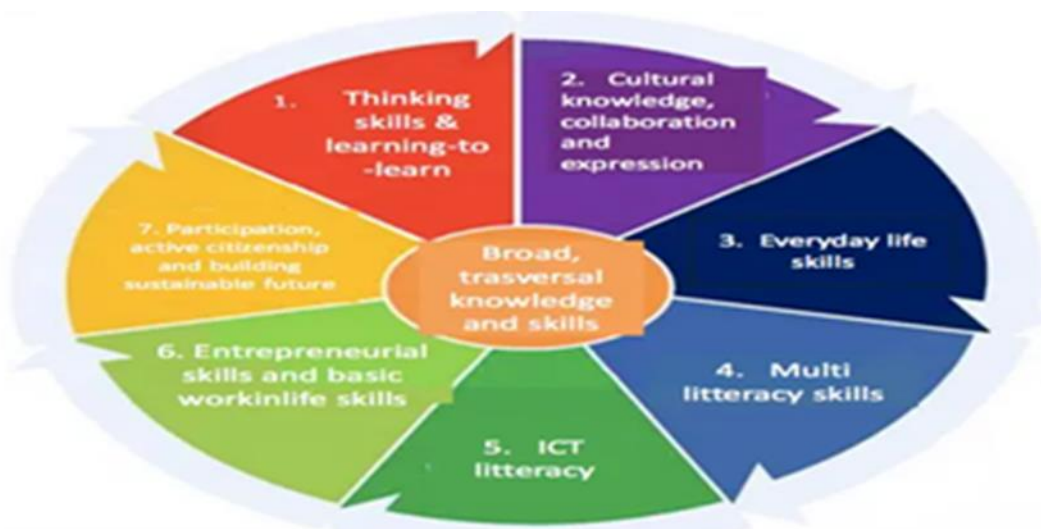 1. Thinking
skills &
learning-to
-learn
2. Cultural
knowledge,
collaboration
and
expression
3. Everyday life
skills
4. Multi
litteracy skills
5. ICT
litteracy
6. Entrepreneurial
skills and basic
workinlife skills
7. Participation,
active citizenship
and building
sustainable future
Broad,
trasversal
knowledge
and skills